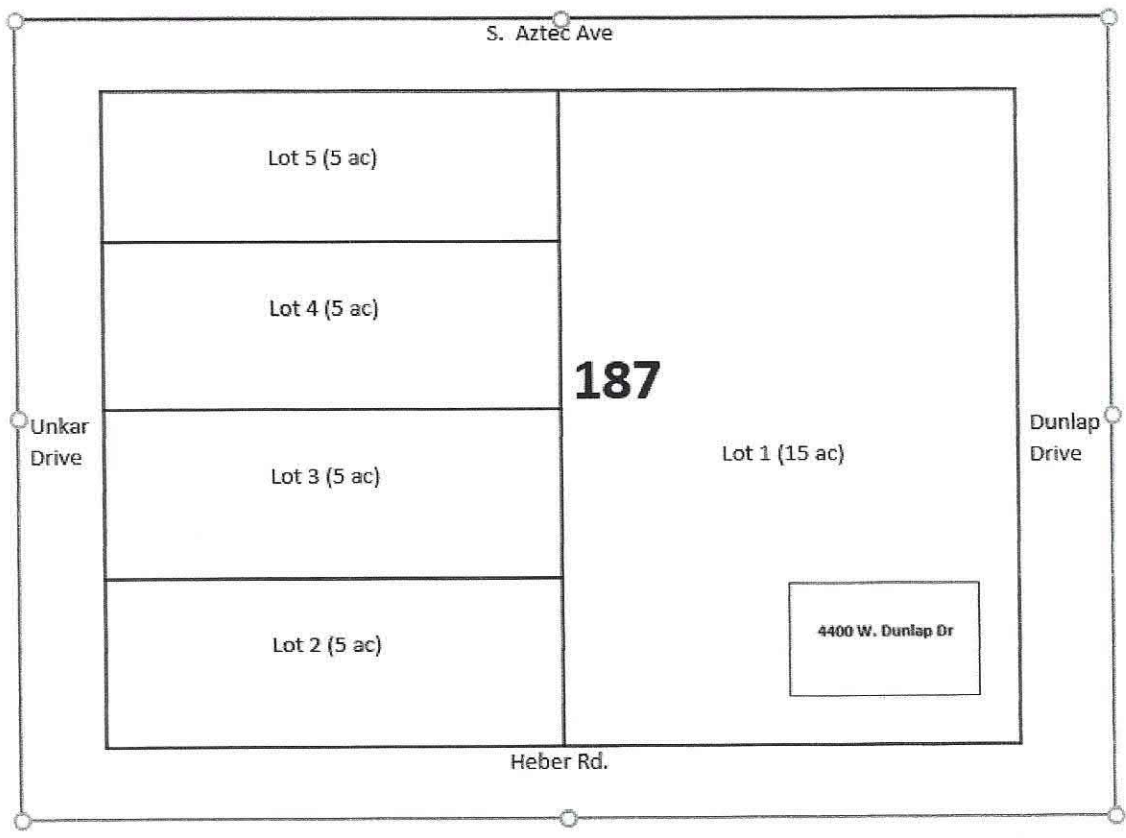 S. Aztec Ave
Lot 5 (5 ac)
Lot 4 (5 ac)
187
Unkar
Drive
Dunlap
Drive
Lot 1 (15 ac)
Lot 3 (5 ac)
4400 W. Dunlap Dr
Lot 2 (5 ac)
Heber Rd.